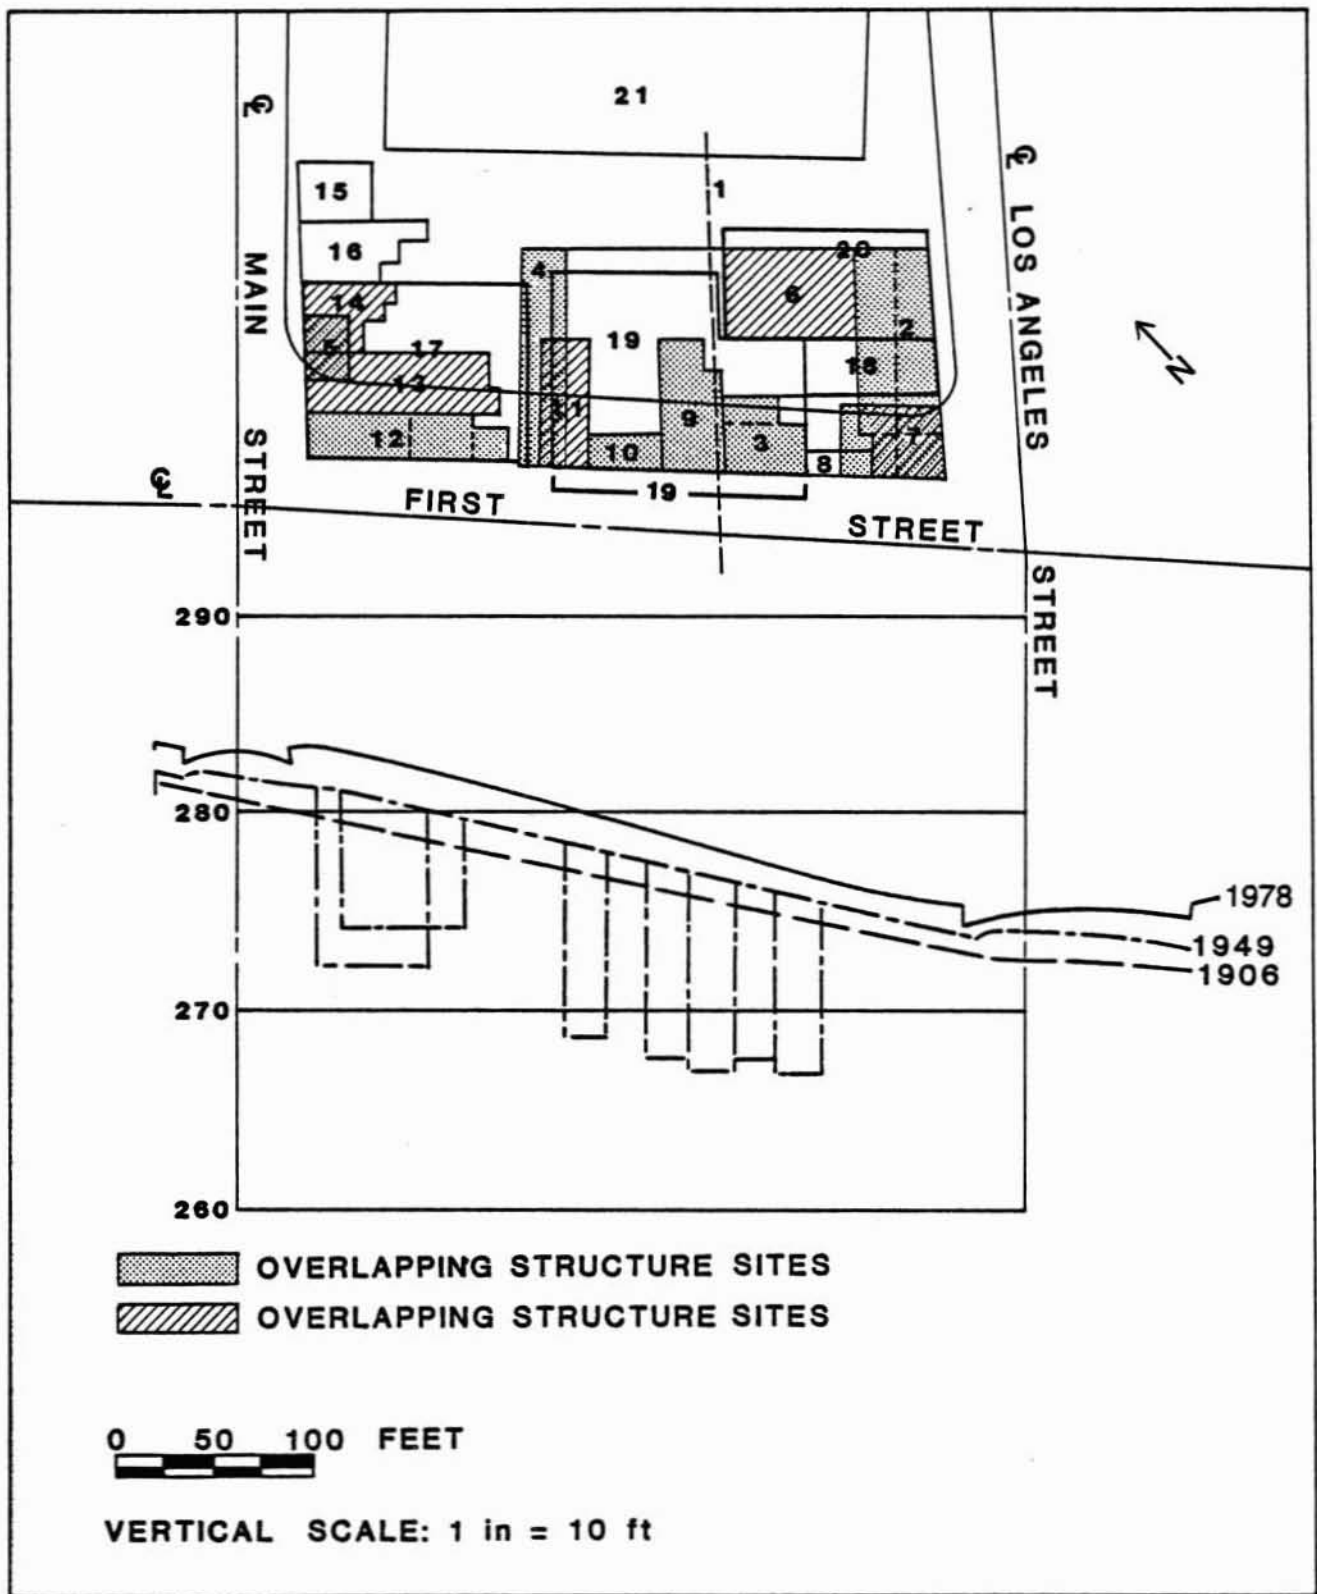 21
℄
℄
LOS ANGELES
STREET
15
1
16
MAIN
STREET
20
4
14
6
N
2
5
17
19
18
13
11
9
12
3
7
10
8
℄
19
FIRST
STREET
290
280
1978
1949
1906
270
260
OVERLAPPING STRUCTURE SITES
OVERLAPPING STRUCTURE SITES
0 50 100 FEET
VERTICAL SCALE: 1 in = 10 ft